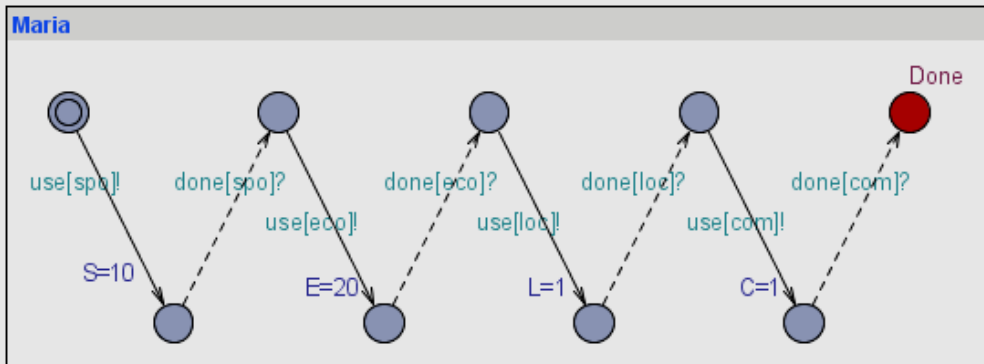 Maria
Done
use[spo]! done[spo]? done[eco]? done[loc]? done[com]?
use[eco]! use[loc]! use[com]!
S=10 E=20 L=1 C=1